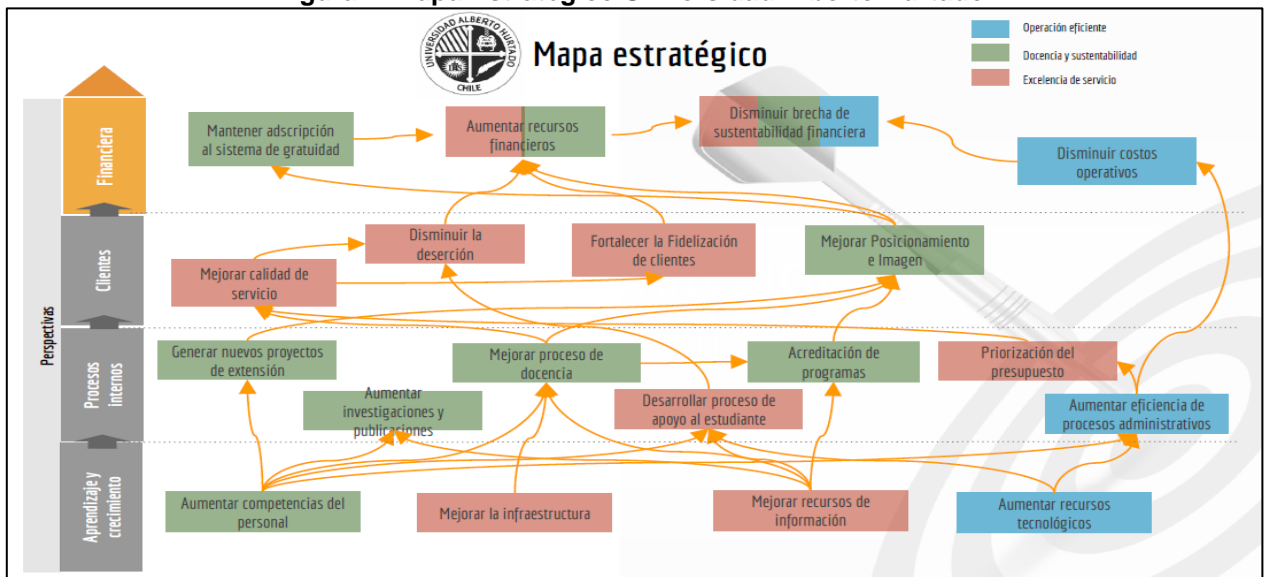 UNIVERSIDAD ALBERTO HURTADO
CHILE
Mapa estratégico
Operación eficiente
Docencia y sustentabilidad
Excelencia de servicio
Perspectivas
Financiera
Mantener adscripción
al sistema de gratuidad
Aumentar recursos
financieros
Disminuir brecha de
sustentabilidad financiera
Disminuir costos
operativos
Clientes
Mejorar calidad de
servicio
Disminuir la
deserción
Fortalecer la Fidelización
de clientes
Mejorar Posicionamiento
e Imagen
Procesos
internos
Generar nuevos proyectos
de extensión
Aumentar
investigaciones y
publicaciones
Mejorar proceso de
docencia
Desarrollar proceso de
apoyo al estudiante
Acreditación de
programas
Priorización del
presupuesto
Aumentar eficiencia de
procesos administrativos
Aprendizaje y
crecimiento
Aumentar competencias del
personal
Mejorar la infraestructura
Mejorar recursos de
información
Aumentar recursos
tecnológicos